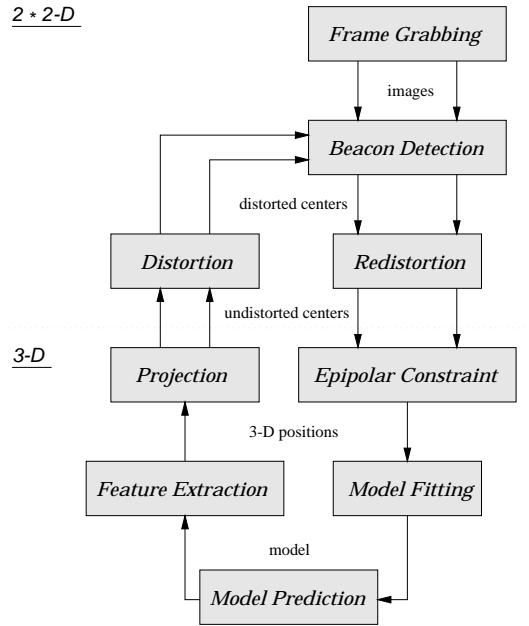 2 * 2-D
Frame Grabbing
images
Beacon Detection
distorted centers
Distortion
Redistortion
undistorted centers
3-D
Projection
Epipolar Constraint
3-D positions
Feature Extraction
Model Fitting
model
Model Prediction